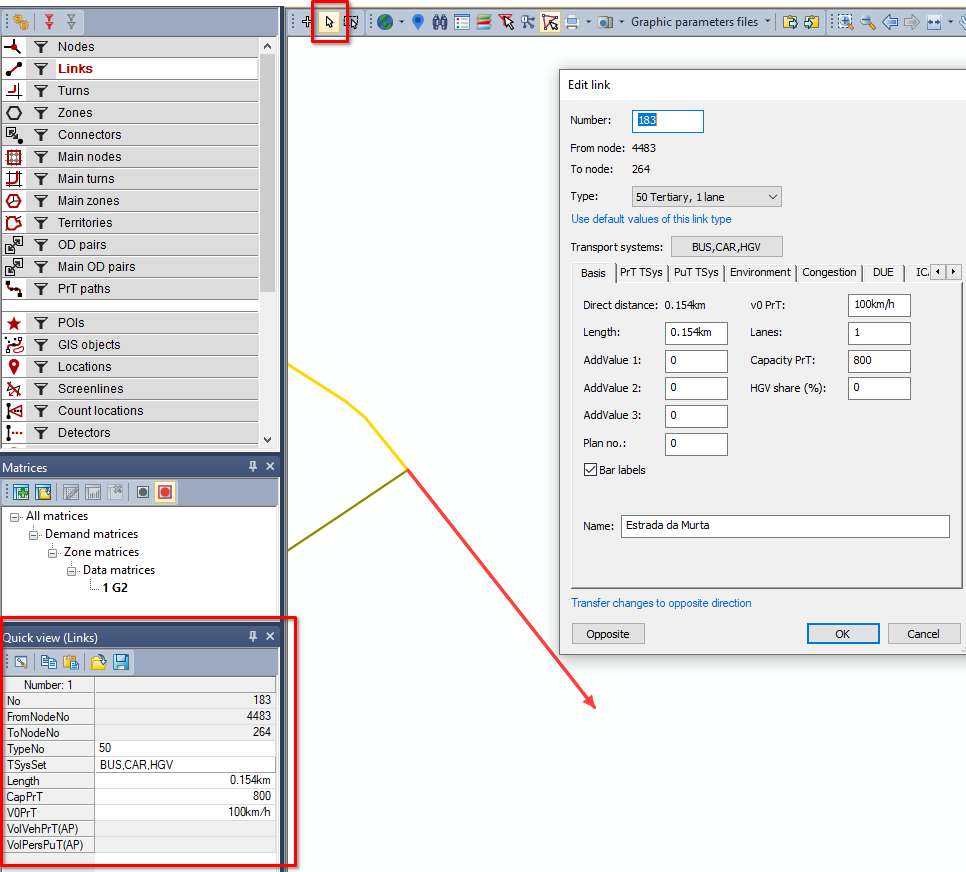 Graphic parameters files
Nodes
Links
Turns
Zones
Connectors
Main nodes
Main turns
Main zones
Territories
OD pairs
Main OD pairs
PrT paths
POIs
GIS objects
Locations
Screenlines
Count locations
Detectors
Matrices
All matrices
Demand matrices
Zone matrices
Data matrices
1 G2
Quick view (Links)
Number: 1
No 183
FromNodeNo 4483
ToNodeNo 264
TypeNo 50
TSysSet BUS,CAR,HGV
Length 0.154km
CapPrT 800
V0PrT 100km/h
VolVehPrT(AP)
VolPersPuT(AP)
Edit link
Number: 183
From node: 4483
To node: 264
Type: 50 Tertiary, 1 lane
Use default values of this link type
Transport systems: BUS,CAR,HGV
Basis PrT TSys PuT TSys Environment Congestion DUE IC
Direct distance: 0.154km v0 PrT: 100km/h
Length: 0.154km Lanes: 1
AddValue 1: 0 Capacity PrT: 800
AddValue 2: 0 HGV share (%): 0
AddValue 3: 0
Plan no.: 0
Bar labels
Name: Estrada da Murta
Transfer changes to opposite direction
Opposite OK Cancel